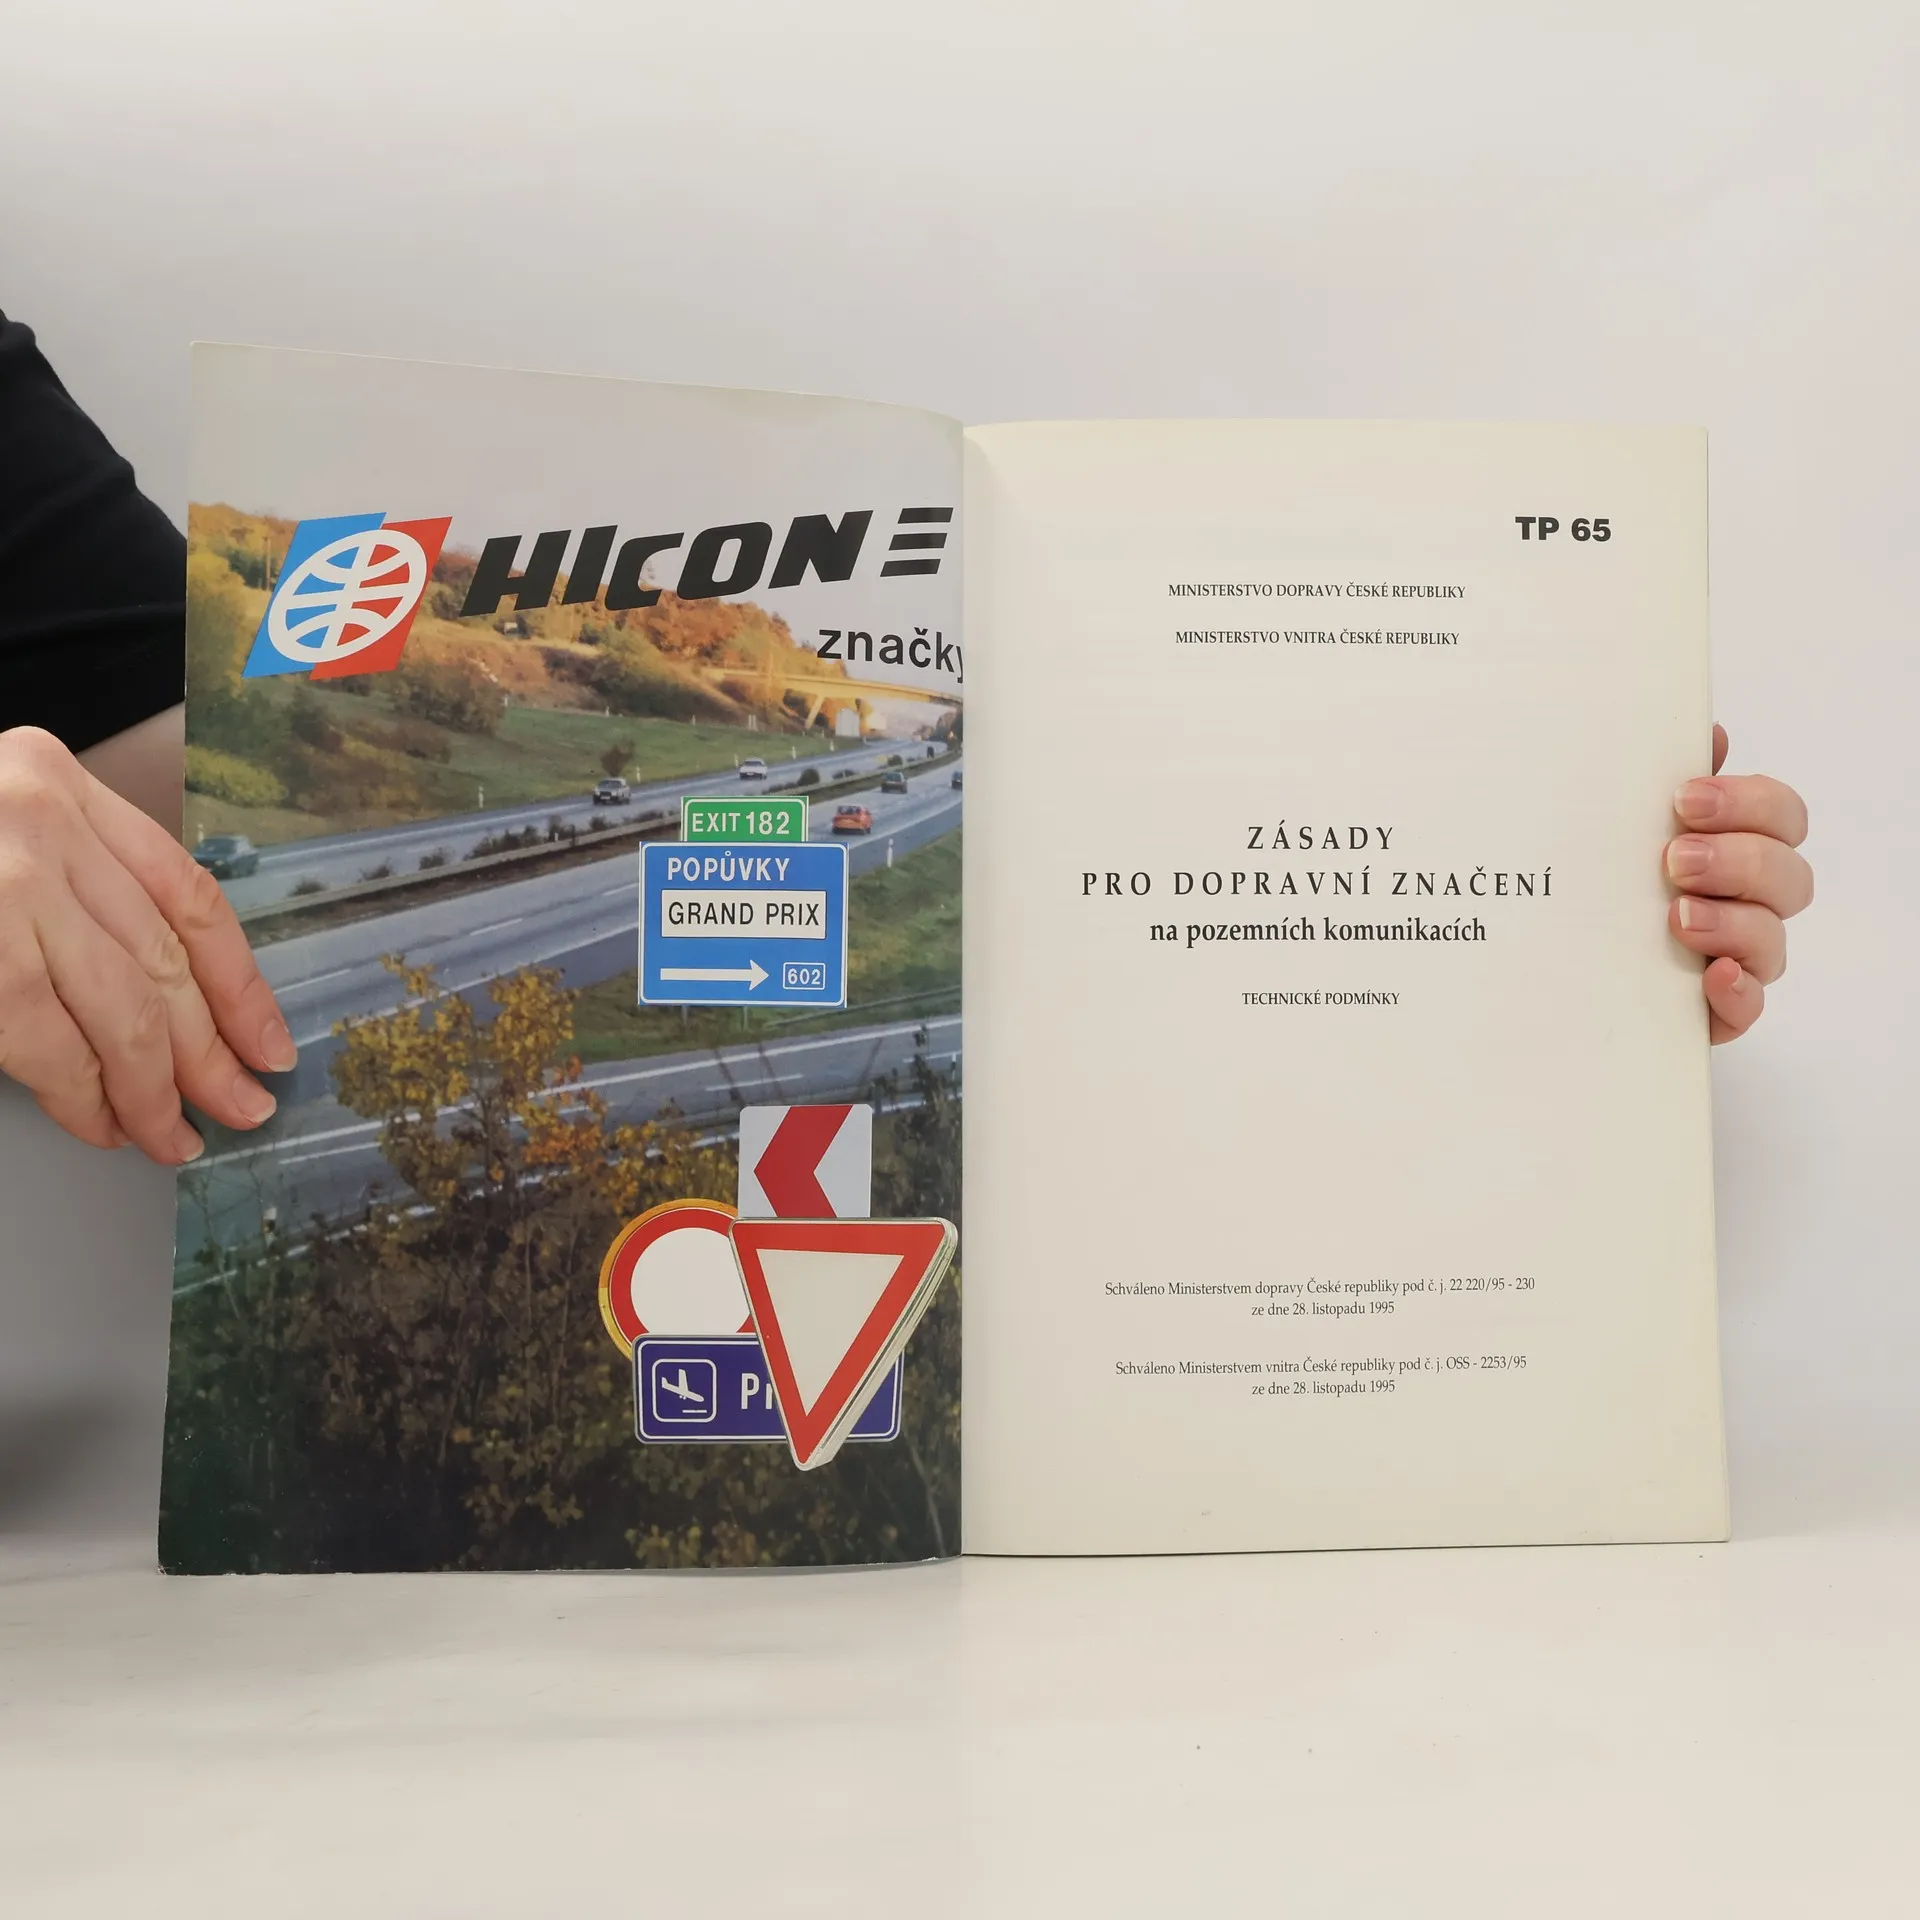 HICON
značky
EXIT 182
POPŮVKY
GRAND PRIX
602
TP 65
MINISTERSTVO DOPRAVY ČESKÉ REPUBLIKY
MINISTERSTVO VNITRA ČESKÉ REPUBLIKY
ZÁSADY
PRO DOPRAVNÍ ZNAČENÍ
na pozemních komunikacích
TECHNICKÉ PODMÍNKY
Schváleno Ministerstvem dopravy České republiky pod č. j. 22 220/95 - 230
ze dne 28. listopadu 1995
Schváleno Ministerstvem vnitra České republiky pod č. j. OSS - 2253/95
ze dne 28. listopadu 1995